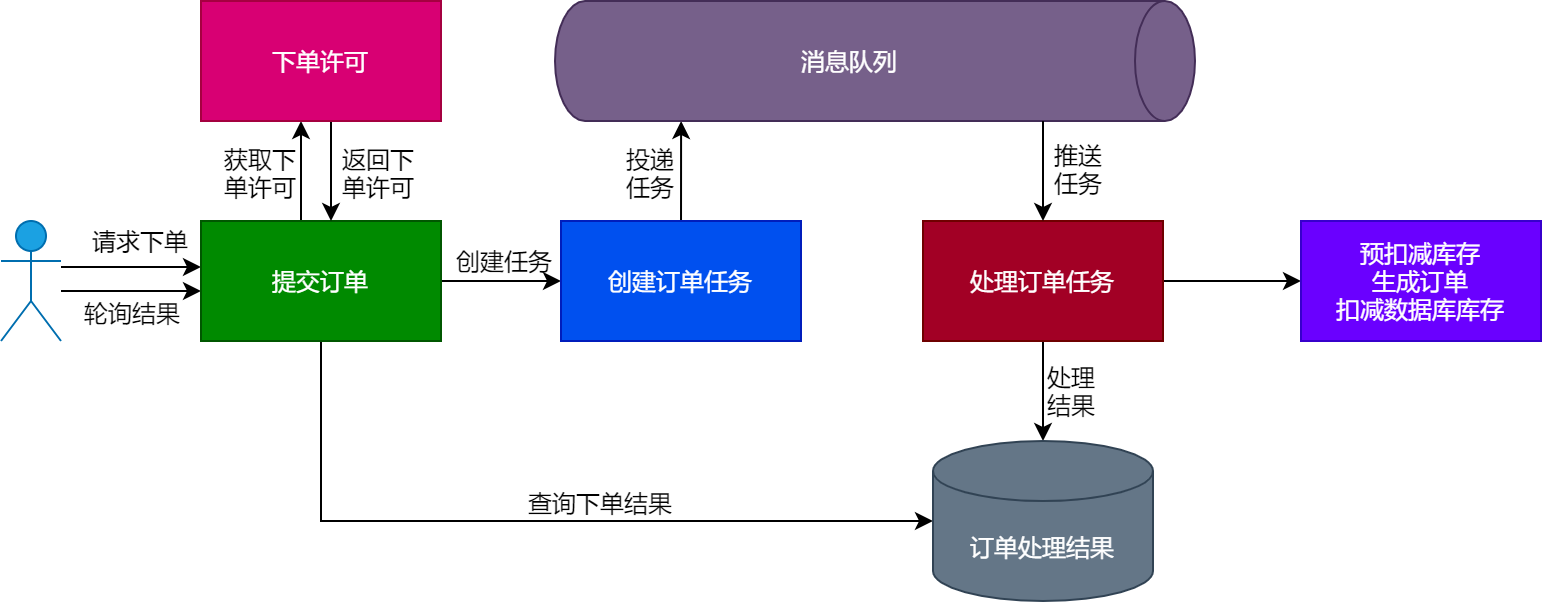 下单许可
消息队列
获取下
单许可
返回下
单许可
投递
任务
推送
任务
请求下单
轮询结果
提交订单
创建任务
创建订单任务
处理订单任务
预扣减库存
生成订单
扣减数据库库存
处理
结果
查询下单结果
订单处理结果